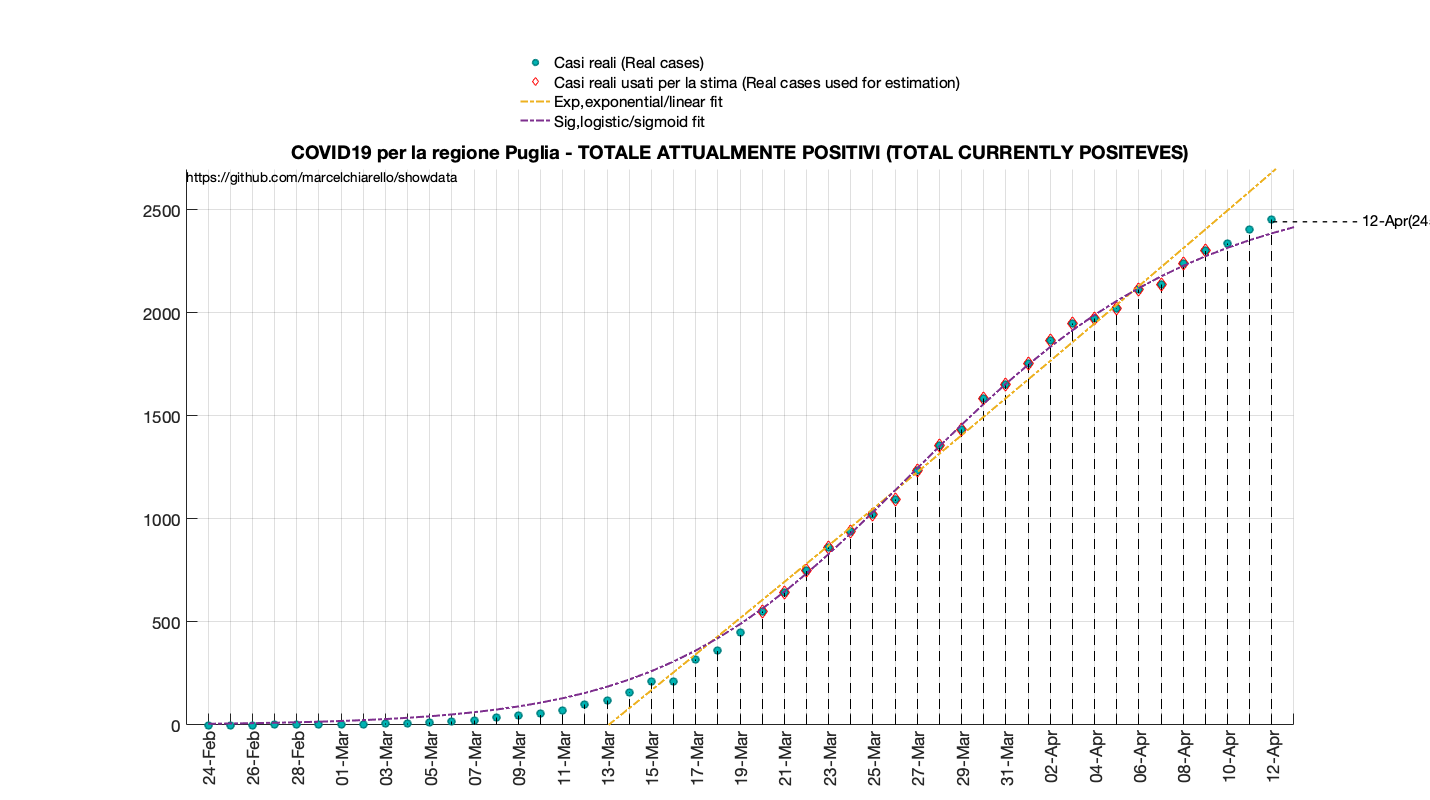 Casi reali (Real cases)
Casi reali usati per la stima (Real cases used for estimation)
Exp,exponential/linear fit
Sig,logistic/sigmoid fit
COVID19 per la regione Puglia - TOTALE ATTUALMENTE POSITIVI (TOTAL CURRENTLY POSITEVES)
https://github.com/marcelchiarello/showdata
2500
12-Apr(24
2000
1500
1000
500
0
24-Feb
26-Feb
28-Feb
01-Mar
03-Mar
05-Mar
07-Mar
09-Mar
11-Mar
13-Mar
15-Mar
17-Mar
19-Mar
21-Mar
23-Mar
25-Mar
27-Mar
29-Mar
31-Mar
02-Apr
04-Apr
06-Apr
08-Apr
10-Apr
12-Apr